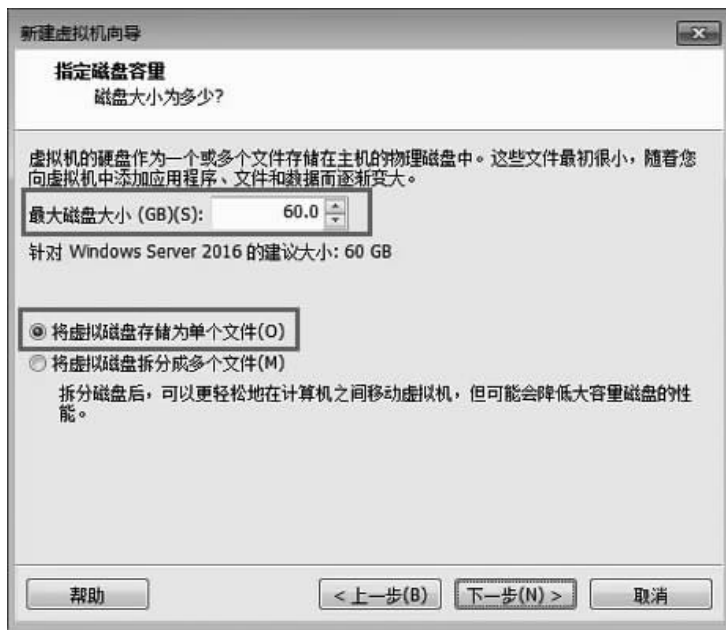 新建虚拟机向导
指定磁盘容量
磁盘大小为多少?
虚拟机的硬盘作为一个或多个文件存储在主机的物理磁盘中。这些文件最初很小，随着您
向虚拟机中添加应用程序、文件和数据而逐渐变大。
最大磁盘大小 (GB)(S): 60.0
针对 Windows Server 2016 的建议大小: 60 GB
将虚拟磁盘存储为单个文件(O)
将虚拟磁盘拆分成多个文件(M)
拆分磁盘后，可以更轻松地在计算机之间移动虚拟机，但可能会降低大容量磁盘的性
能。
帮助 < 上一步(B) 下一步(N) > 取消